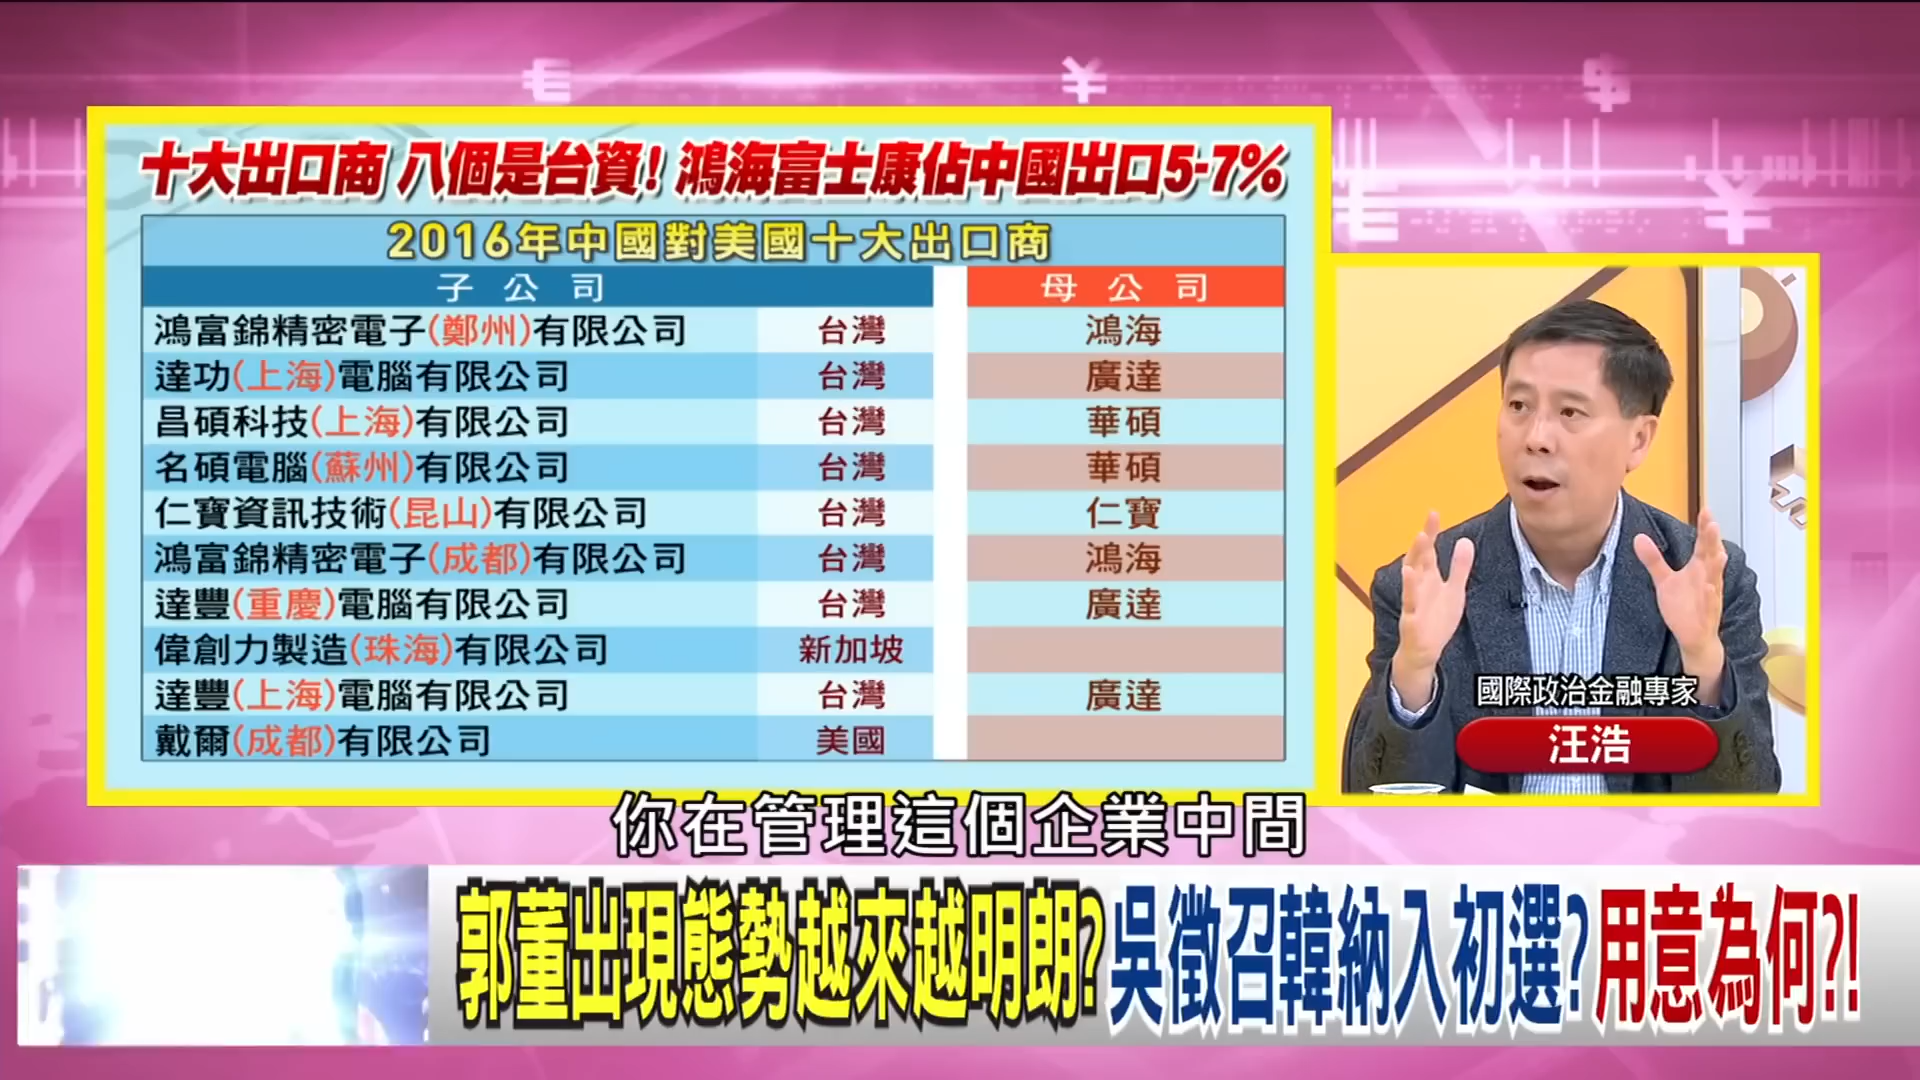 十大出口商 八個是台資! 鴻海富士康佔中國出口5-7%
2016年中國對美國十大出口商
子公司 母公司
鴻富錦精密電子(鄭州)有限公司 台灣 鴻海
達功(上海)電腦有限公司 台灣 廣達
昌碩科技(上海)有限公司 台灣 華碩
名碩電腦(蘇州)有限公司 台灣 華碩
仁寶資訊技術(昆山)有限公司 台灣 仁寶
鴻富錦精密電子(成都)有限公司 台灣 鴻海
達豐(重慶)電腦有限公司 台灣 廣達
偉創力製造(珠海)有限公司 新加坡
達豐(上海)電腦有限公司 台灣 廣達
戴爾(成都)有限公司 美國
國際政治金融專家
汪浩
你在管理這個企業中間
郭董出現態勢越來越明朗?吳徵召韓納入初選?用意為何?!